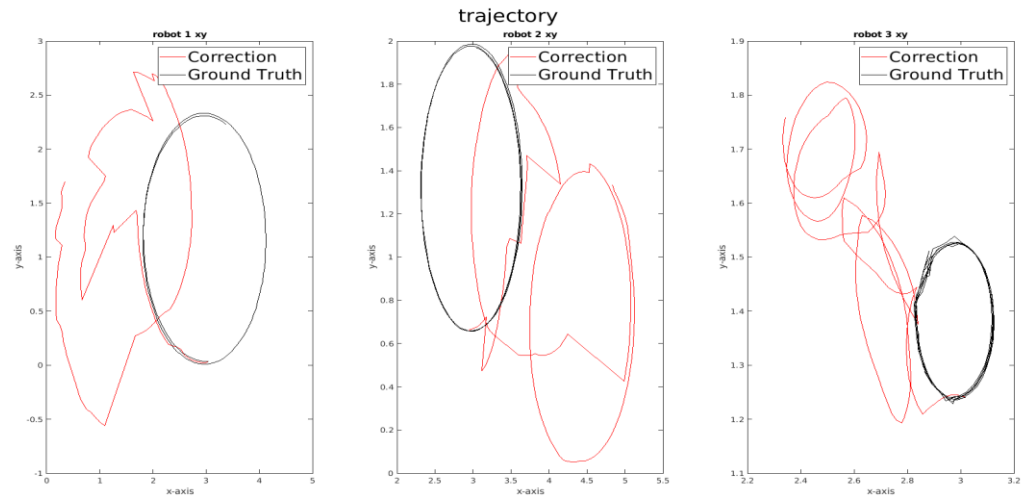 trajectory
robot 1 xy
Correction
Ground Truth
3
2.5
2
1.5
1
0.5
0
-0.5
-1
y-axis
0 1 2 3 4 5
x-axis
robot 2 xy
Correction
Ground Truth
2
1.8
1.6
1.4
1.2
1
0.8
0.6
0.4
0.2
0
y-axis
2 2.5 3 3.5 4 4.5 5 5.5
x-axis
robot 3 xy
Correction
Ground Truth
1.9
1.8
1.7
1.6
1.5
1.4
1.3
1.2
1.1
y-axis
2.2 2.4 2.6 2.8 3 3.2
x-axis